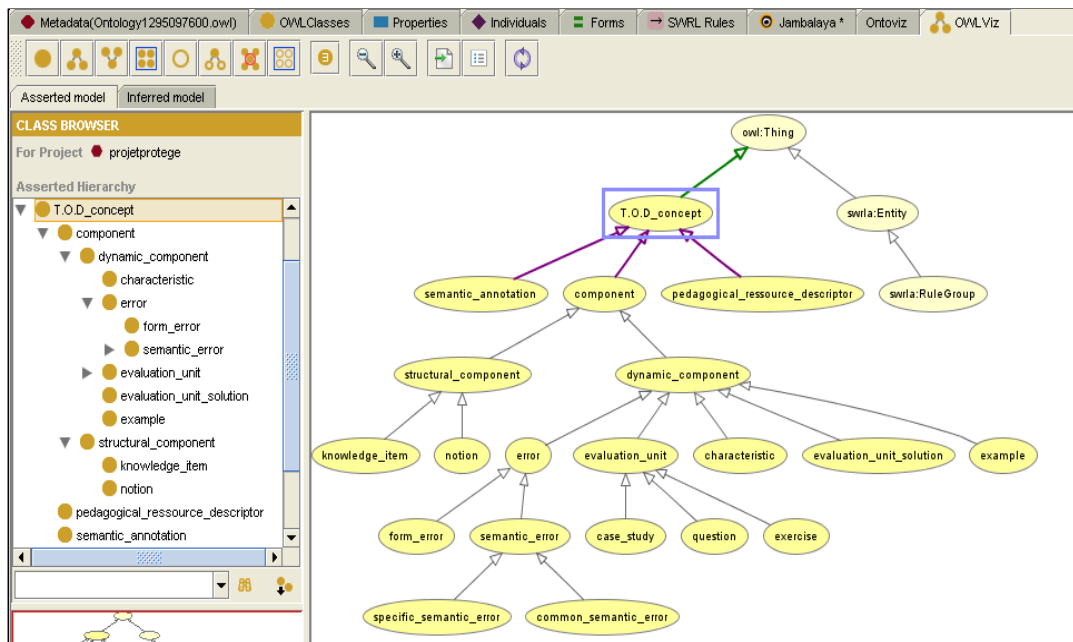 Metadata(Ontology1295097600.owl) OWLClasses Properties Individuals Forms SWRL Rules Jambalaya * Ontoviz OWLViz
Asserted model Inferred model
CLASS BROWSER
For Project projetprotege
Asserted Hierarchy
T.O.D_concept
component
dynamic_component
characteristic
error
form_error
semantic_error
evaluation_unit
evaluation_unit_solution
example
structural_component
knowledge_item
notion
pedagogical_ressource_descriptor
semantic_annotation
owl:Thing
T.O.D_concept swrla:Entity
semantic_annotation component pedagogical_ressource_descriptor swrla:RuleGroup
structural_component dynamic_component
knowledge_item notion error evaluation_unit characteristic evaluation_unit_solution example
form_error semantic_error case_study question exercise
specific_semantic_error common_semantic_error